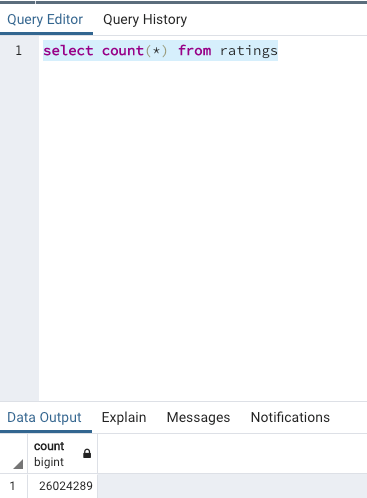 Query Editor Query History
1 select count(*) from ratings
Data Output Explain Messages Notifications
count
bigint
1 26024289